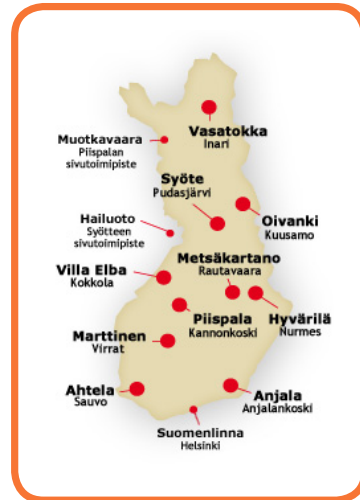 Vasatokka
Inari
Muotkavaara
Piispalan
sivutoimipiste
Syöte
Pudasjärvi
Oivanki
Kuusamo
Hailuoto
Syötteen
sivutoimipiste
Metsäkartano
Rautavaara
Villa Elba
Kokkola
Piispala
Kannonkoski
Hyvärilä
Nurmes
Marttinen
Virrat
Ahtela
Sauvo
Anjala
Anjalankoski
Suomenlinna
Helsinki